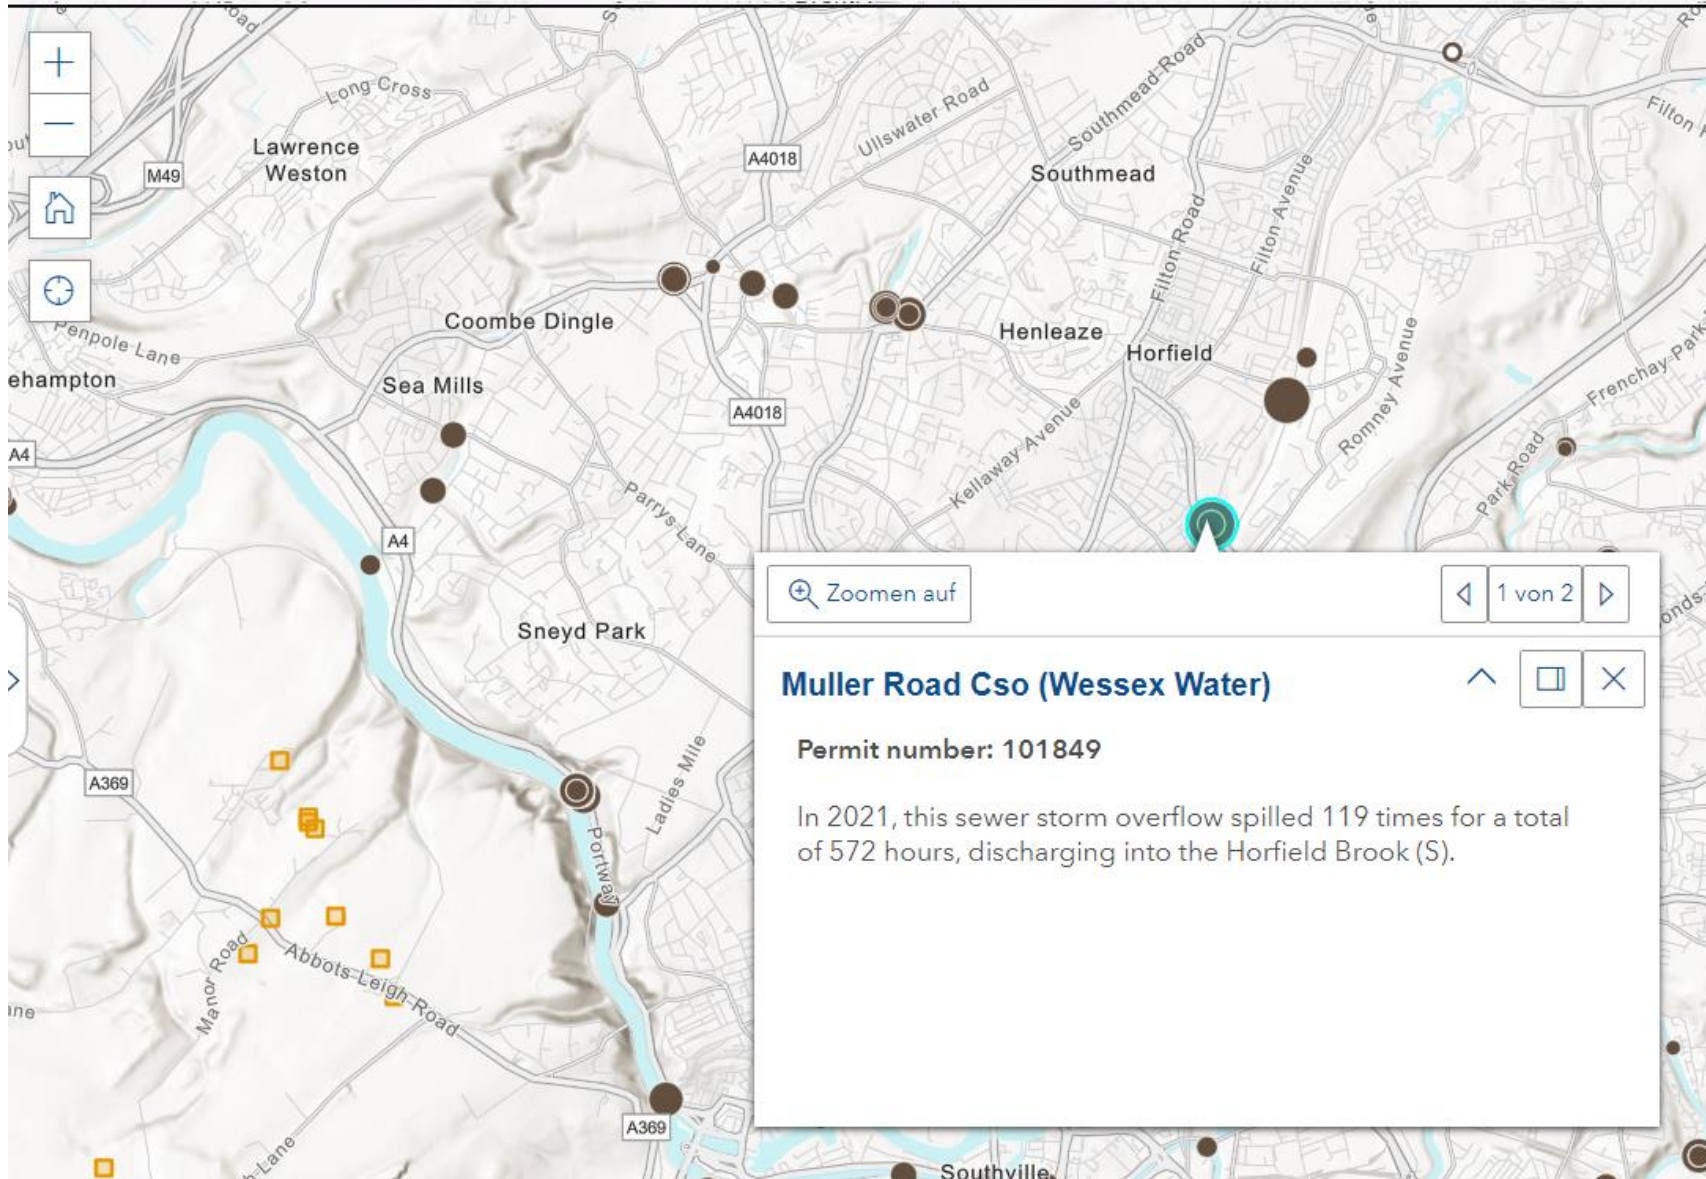 Long Cross
Lawrence
Weston
M49
A4018
Ullswater Road
Southmead Road
Southmead
Filton Road
Filton Avenue
Coombe Dingle
Penpole Lane
Henleaze
Horfield
Romney Avenue
Frenchay Park
ehampton
Sea Mills
A4018
Kellaway Avenue
Park Road
A4
Parrys Lane
A4
Sneyd Park
Ladies Mile
A369
Portway
Manor Road
Abbots Leigh Road
A369
Southville
Zoomen auf
1 von 2
Muller Road Cso (Wessex Water)
Permit number: 101849
In 2021, this sewer storm overflow spilled 119 times for a total
of 572 hours, discharging into the Horfield Brook (S).